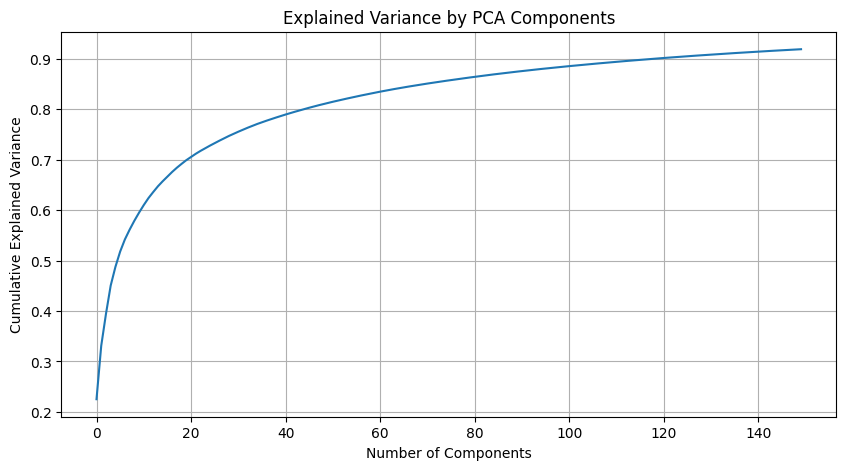 Explained Variance by PCA Components
Cumulative Explained Variance
0.9
0.8
0.7
0.6
0.5
0.4
0.3
0.2
0 20 40 60 80 100 120 140
Number of Components